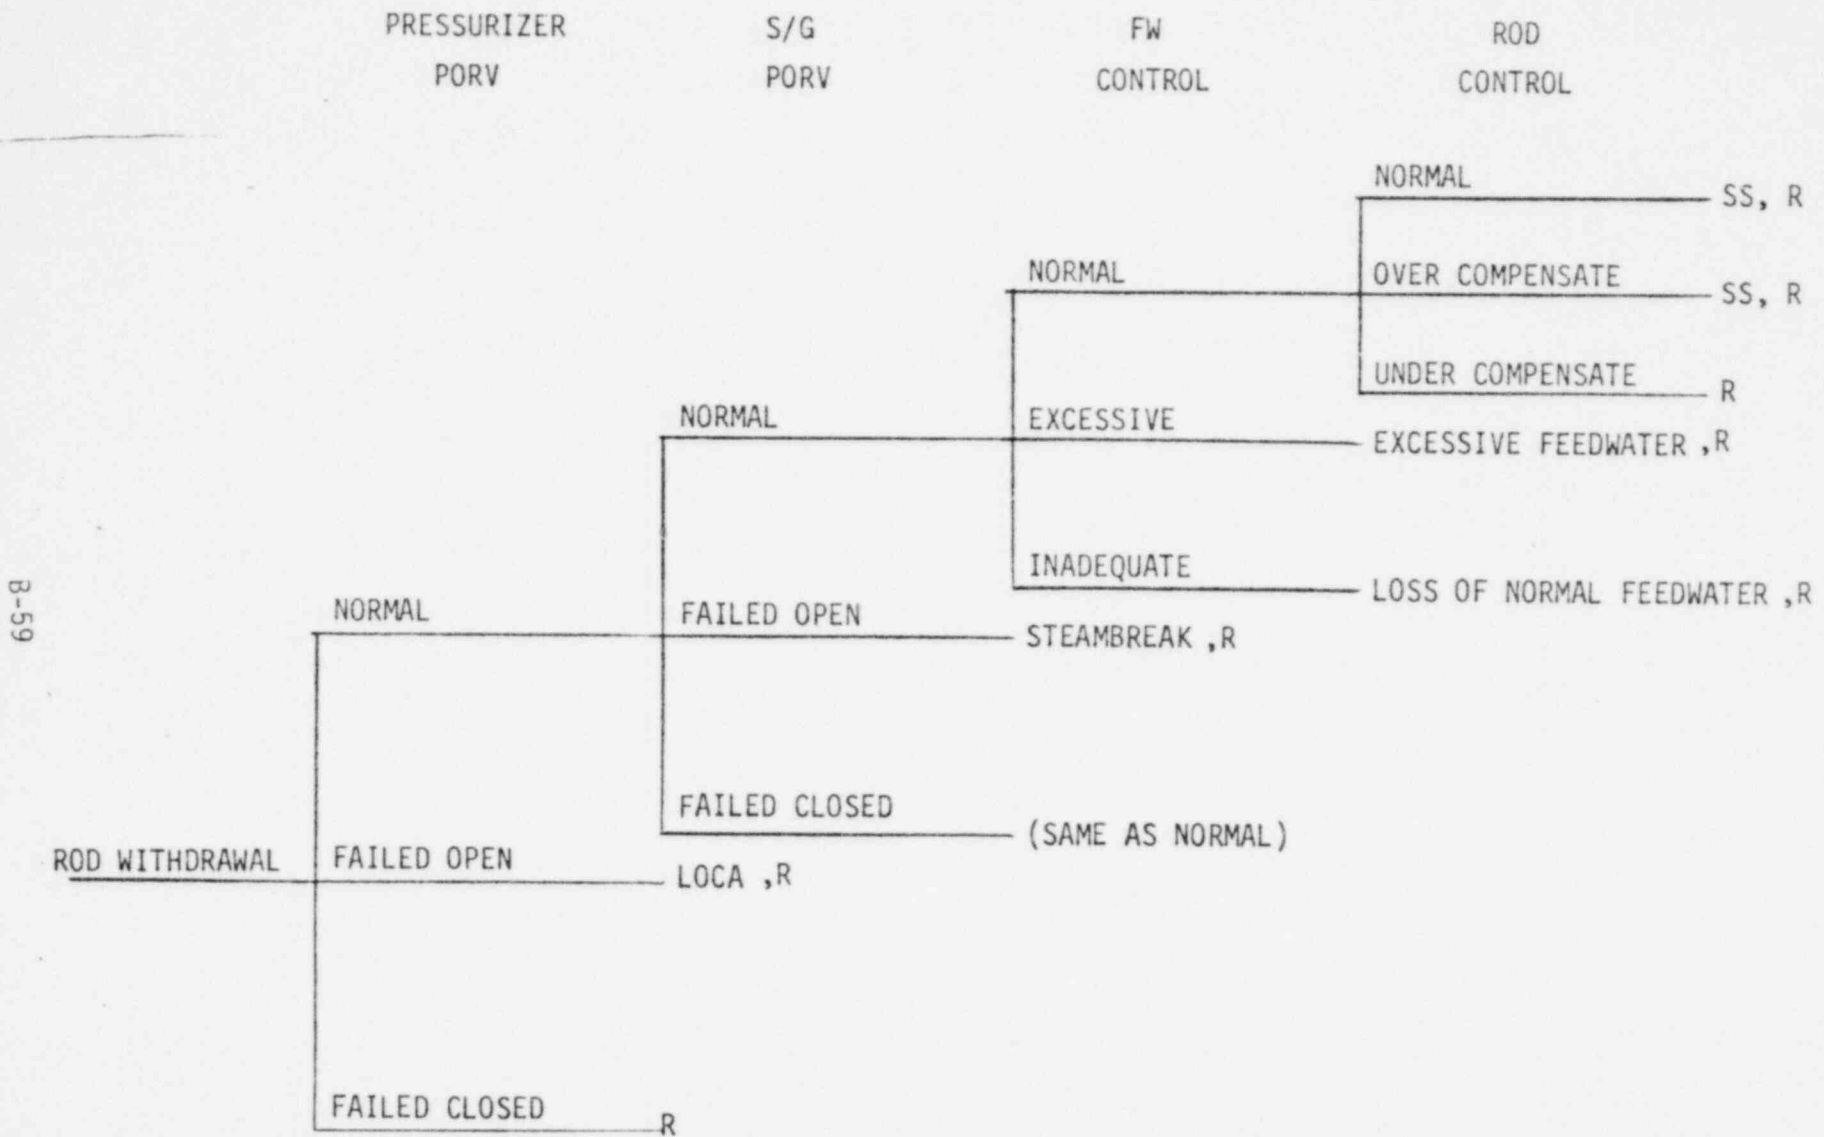 PRESSURIZER PORV
S/G PORV
FW CONTROL
ROD CONTROL
NORMAL
SS, R
NORMAL
OVER COMPENSATE
SS, R
UNDER COMPENSATE
R
NORMAL
EXCESSIVE
EXCESSIVE FEEDWATER ,R
INADEQUATE
LOSS OF NORMAL FEEDWATER ,R
NORMAL
FAILED OPEN
STEAMBREAK ,R
FAILED CLOSED
(SAME AS NORMAL)
ROD WITHDRAWAL
FAILED OPEN
LOCA ,R
FAILED CLOSED
R
B-59